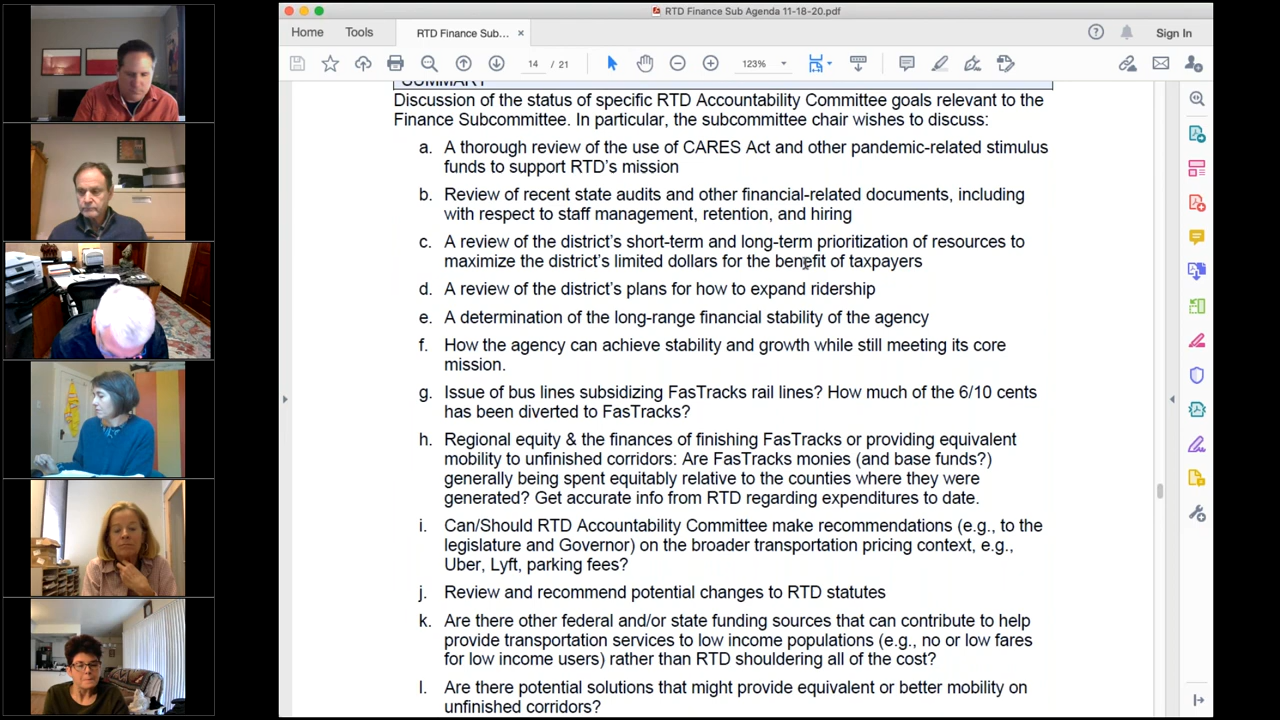 RTD Finance Sub Agenda 11-18-20.pdf
Home
Tools
RTD Finance Sub... ×
Sign In
14 / 21
123%
SUMMARY
Discussion of the status of specific RTD Accountability Committee goals relevant to the
Finance Subcommittee. In particular, the subcommittee chair wishes to discuss:
a. A thorough review of the use of CARES Act and other pandemic-related stimulus
funds to support RTD's mission
b. Review of recent state audits and other financial-related documents, including
with respect to staff management, retention, and hiring
c. A review of the district's short-term and long-term prioritization of resources to
maximize the district's limited dollars for the benefit of taxpayers
d. A review of the district's plans for how to expand ridership
e. A determination of the long-range financial stability of the agency
f. How the agency can achieve stability and growth while still meeting its core
mission.
g. Issue of bus lines subsidizing FasTracks rail lines? How much of the 6/10 cents
has been diverted to FasTracks?
h. Regional equity & the finances of finishing FasTracks or providing equivalent
mobility to unfinished corridors: Are FasTracks monies (and base funds?)
generally being spent equitably relative to the counties where they were
generated? Get accurate info from RTD regarding expenditures to date.
i. Can/Should RTD Accountability Committee make recommendations (e.g., to the
legislature and Governor) on the broader transportation pricing context, e.g.,
Uber, Lyft, parking fees?
j. Review and recommend potential changes to RTD statutes
k. Are there other federal and/or state funding sources that can contribute to help
provide transportation services to low income populations (e.g., no or low fares
for low income users) rather than RTD shouldering all of the cost?
l. Are there potential solutions that might provide equivalent or better mobility on
unfinished corridors?